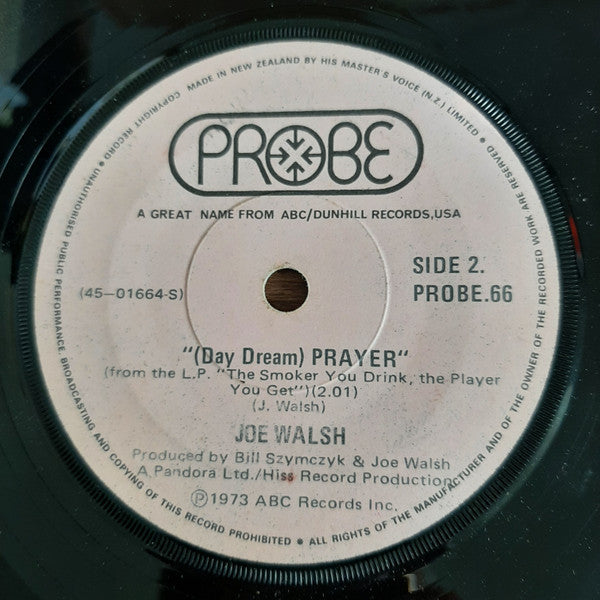 COPYRIGHT RECORD • MADE IN NEW ZEALAND BY HIS MASTER S VOICE (N.Z.) LIMITED
PROBE
A GREAT NAME FROM ABC/DUNHILL RECORDS,USA
(45-01664-S)
SIDE 2.
PROBE.66
"(Day Dream) PRAYER"
(from the L.P. "The Smoker You Drink, the Player
You Get")(2.01)
(J. Walsh)
JOE WALSH
Produced by Bill Szymczyk & Joe Walsh
A Pandora Ltd./Hiss Record Production
Ⓟ1973 ABC Records Inc.
• UNAUTHORISED PUBLIC PERFORMANCE, BROADCASTING AND COPYING OF THIS RECORD PROHIBITED • ALL RIGHTS OF THE MANUFACTURER AND OF THE OWNER OF THE RECORDED WORK ARE RESERVED